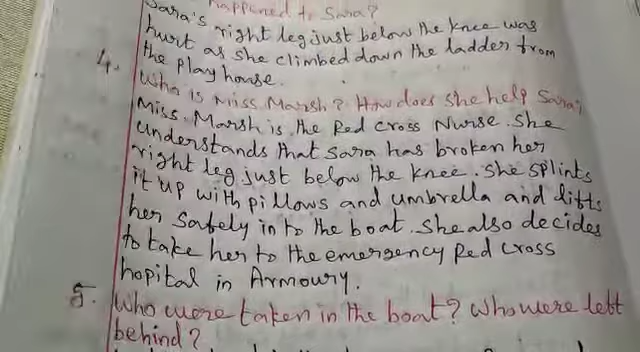 happened to Sara?
Sara's right leg just below the knee was
hurt as she climbed down the ladder from
the play house.
4. Who is Miss Marsh? How does she help Sara?
Miss. Marsh is the Red Cross Nurse. She
understands that Sara has broken her
right leg just below the knee. She splints
it up with pillows and umbrella and lifts
her safely in to the boat. She also decides
to take her to the emergency Red Cross
hopital in Armoury.
5. Who were taken in the boat? Who were left
behind?